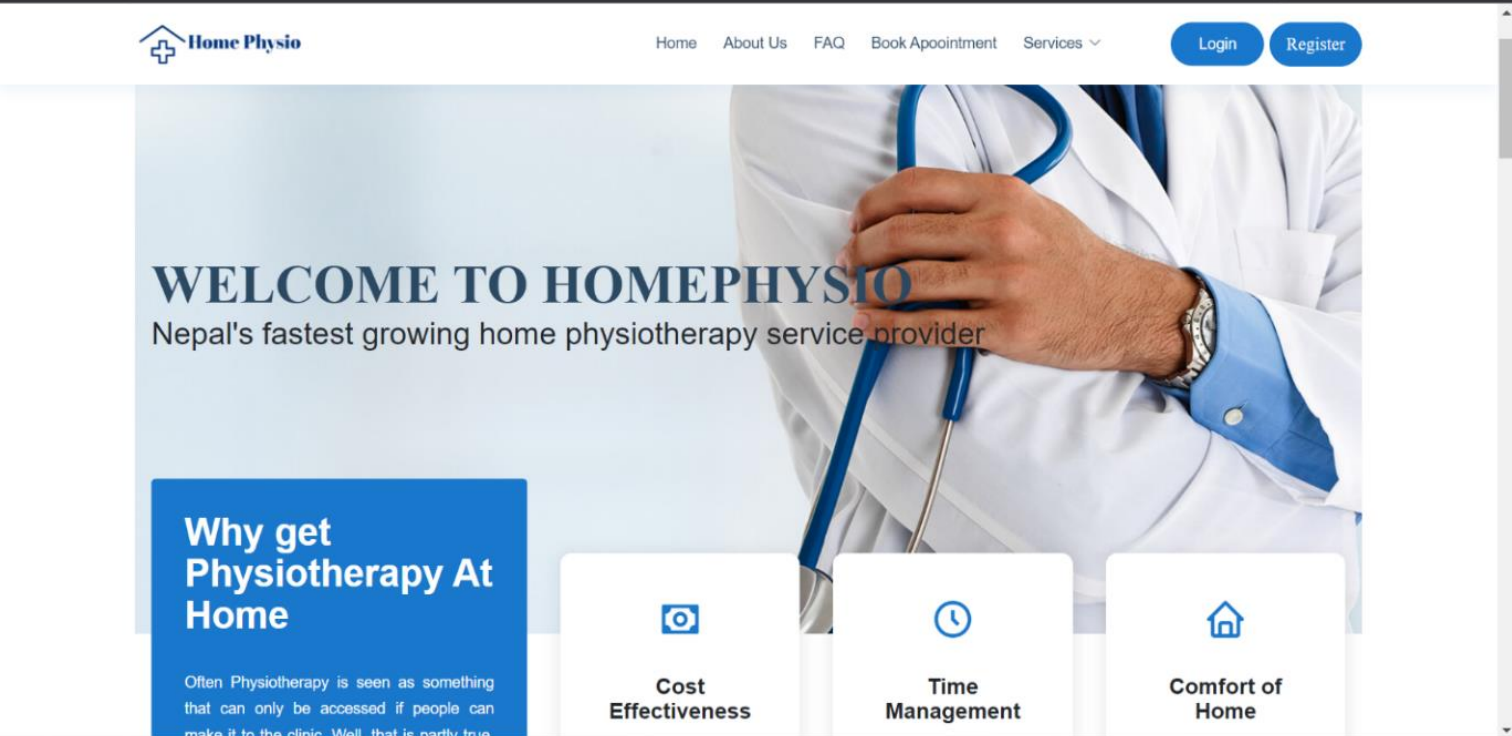 Home Physio
Home About Us FAQ Book Apoointment Services
Login Register
WELCOME TO HOMEPHYSIO
Nepal's fastest growing home physiotherapy service provider
Why get
Physiotherapy At
Home
Often Physiotherapy is seen as something
that can only be accessed if people can
make it to the clinic. Well, that is partly true.
Cost
Effectiveness
Time
Management
Comfort of
Home